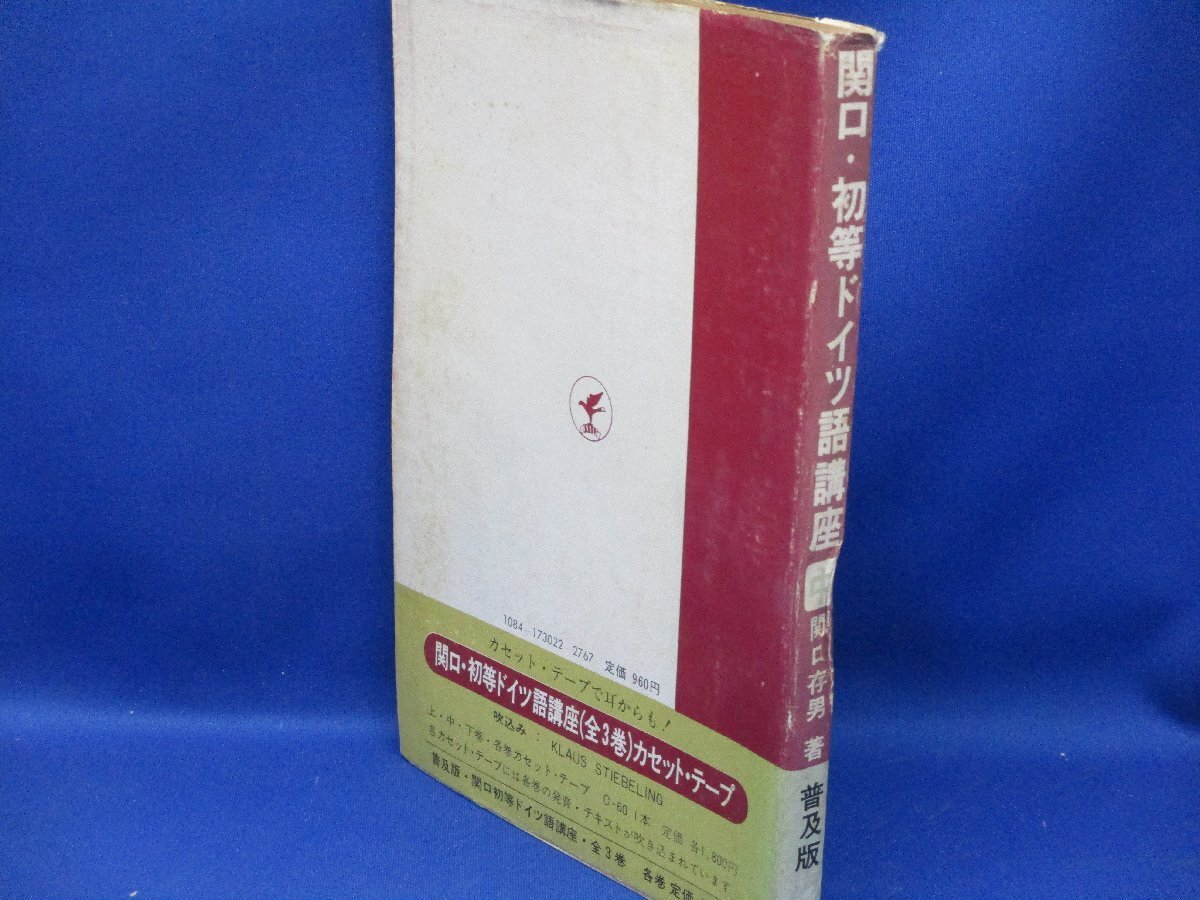 関口・初等ドイツ語講座 中 関口存男 著
普及版
1084-173022-2767 定価 960円
カセット・テープで耳からも!
関口・初等ドイツ語講座(全3巻)カセット・テープ
吹込み : KLAUS STIEBELING
上・中・下巻・各巻カセット・テープ C-60 1本 定価 各1,800円
各カセット・テープには各巻の発音・テキストが吹き込まれています
普及版・関口初等ドイツ語講座・全3巻 各巻 定価